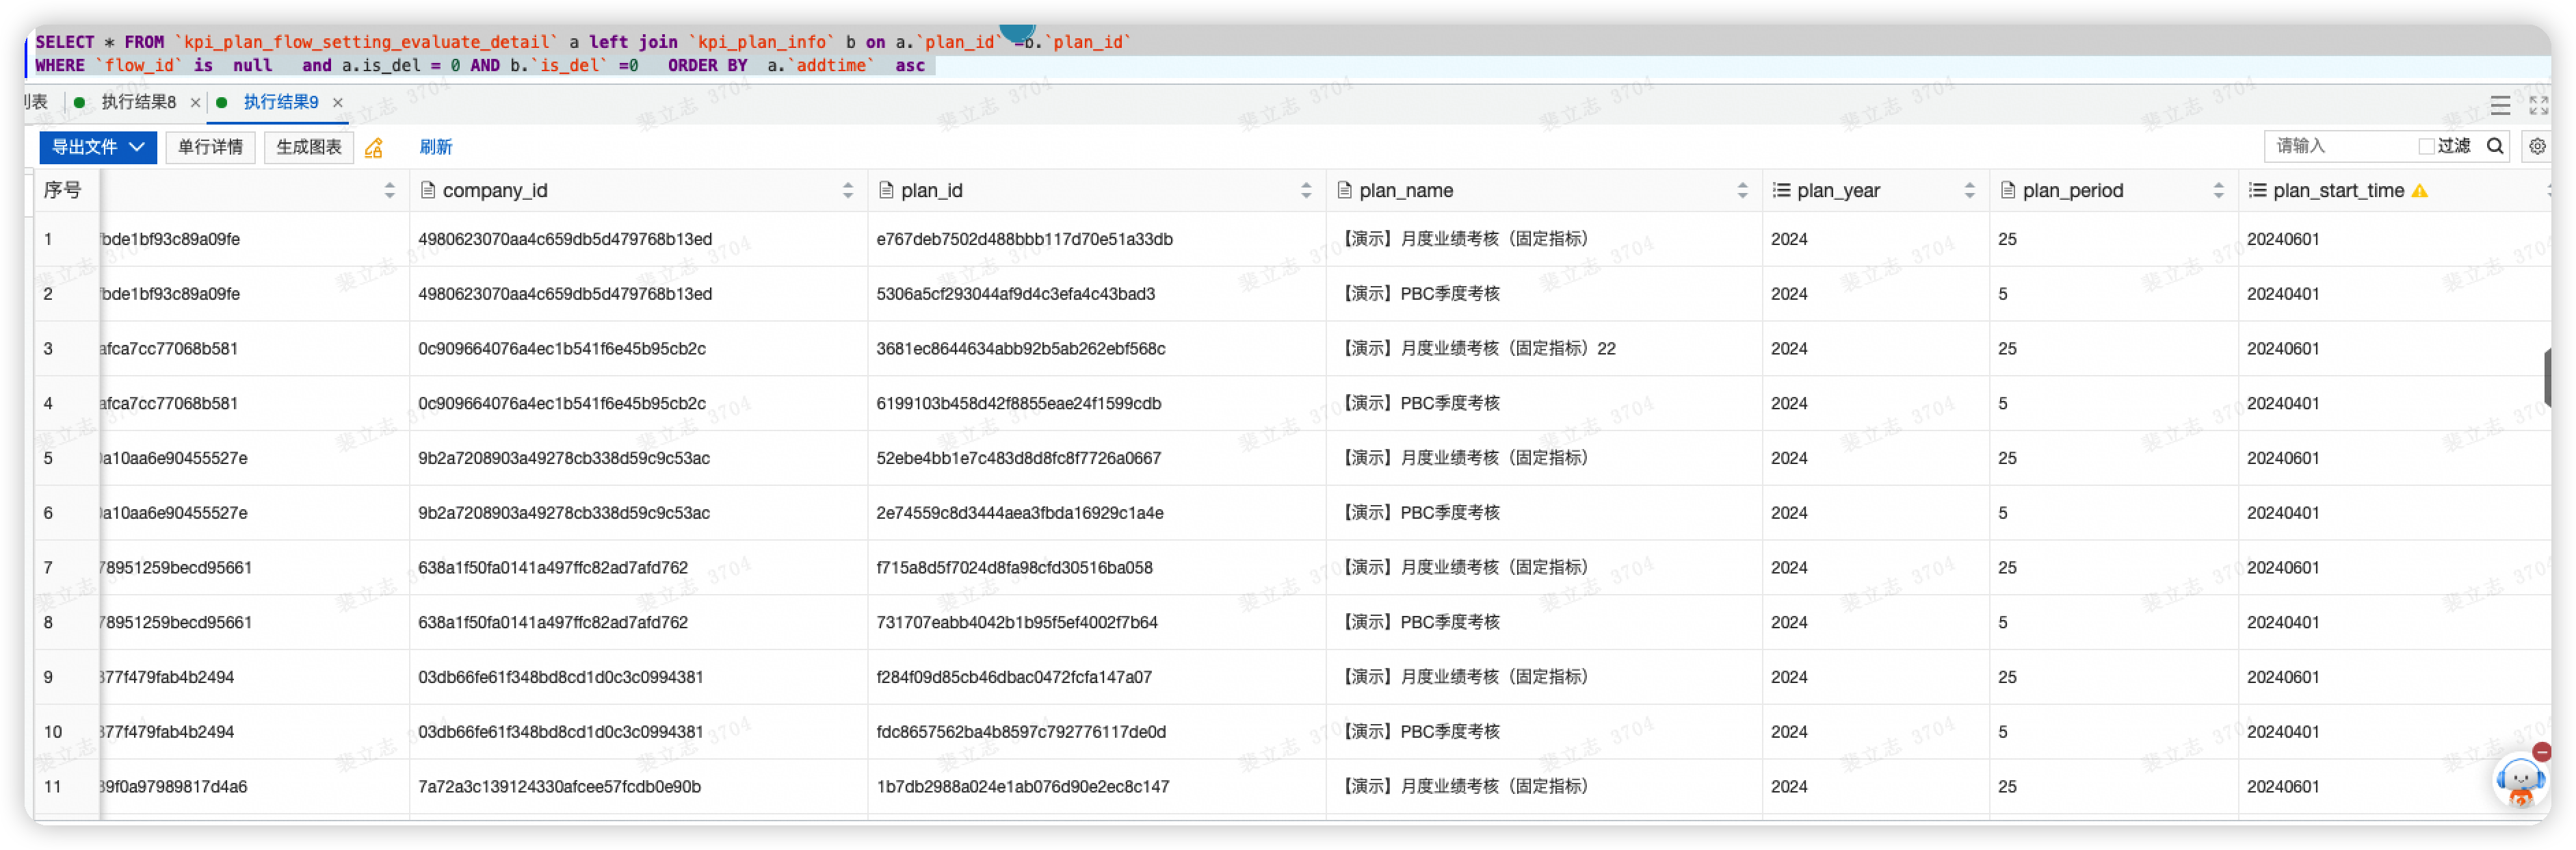 SELECT * FROM `kpi_plan_flow_setting_evaluate_detail` a left join `kpi_plan_info` b on a.`plan_id` =b.`plan_id`
WHERE `flow_id` is null and a.is_del = 0 AND b.`is_del` =0 ORDER BY a.`addtime` asc
列表 执行结果8 × 执行结果9 ×
导出文件 单行详情 生成图表 刷新 请输入 过滤
序号 company_id plan_id plan_name plan_year plan_period plan_start_time
1 fbde1bf93c89a09fe 4980623070aa4c659db5d479768b13ed e767deb7502d488bbb117d70e51a33db 【演示】月度业绩考核（固定指标） 2024 25 20240601
2 fbde1bf93c89a09fe 4980623070aa4c659db5d479768b13ed 5306a5cf293044af9d4c3efa4c43bad3 【演示】PBC季度考核 2024 5 20240401
3 afca7cc77068b581 0c909664076a4ec1b541f6e45b95cb2c 3681ec8644634abb92b5ab262ebf568c 【演示】月度业绩考核（固定指标）22 2024 25 20240601
4 afca7cc77068b581 0c909664076a4ec1b541f6e45b95cb2c 6199103b458d42f8855eae24f1599cdb 【演示】PBC季度考核 2024 5 20240401
5 0a10aa6e90455527e 9b2a7208903a49278cb338d59c9c53ac 52ebe4bb1e7c483d8d8fc8f7726a0667 【演示】月度业绩考核（固定指标） 2024 25 20240601
6 0a10aa6e90455527e 9b2a7208903a49278cb338d59c9c53ac 2e74559c8d3444aea3fbda16929c1a4e 【演示】PBC季度考核 2024 5 20240401
7 78951259becd95661 638a1f50fa0141a497ffc82ad7afd762 f715a8d5f7024d8fa98cfd30516ba058 【演示】月度业绩考核（固定指标） 2024 25 20240601
8 78951259becd95661 638a1f50fa0141a497ffc82ad7afd762 731707eabb4042b1b95f5ef4002f7b64 【演示】PBC季度考核 2024 5 20240401
9 377f479fab4b2494 03db66fe61f348bd8cd1d0c3c0994381 f284f09d85cb46dbac0472fcfa147a07 【演示】月度业绩考核（固定指标） 2024 25 20240601
10 377f479fab4b2494 03db66fe61f348bd8cd1d0c3c0994381 fdc8657562ba4b8597c792776117de0d 【演示】PBC季度考核 2024 5 20240401
11 39f0a97989817d4a6 7a72a3c139124330afcee57fcdb0e90b 1b7db2988a024e1ab076d90e2ec8c147 【演示】月度业绩考核（固定指标） 2024 25 20240601
裴立志 3704